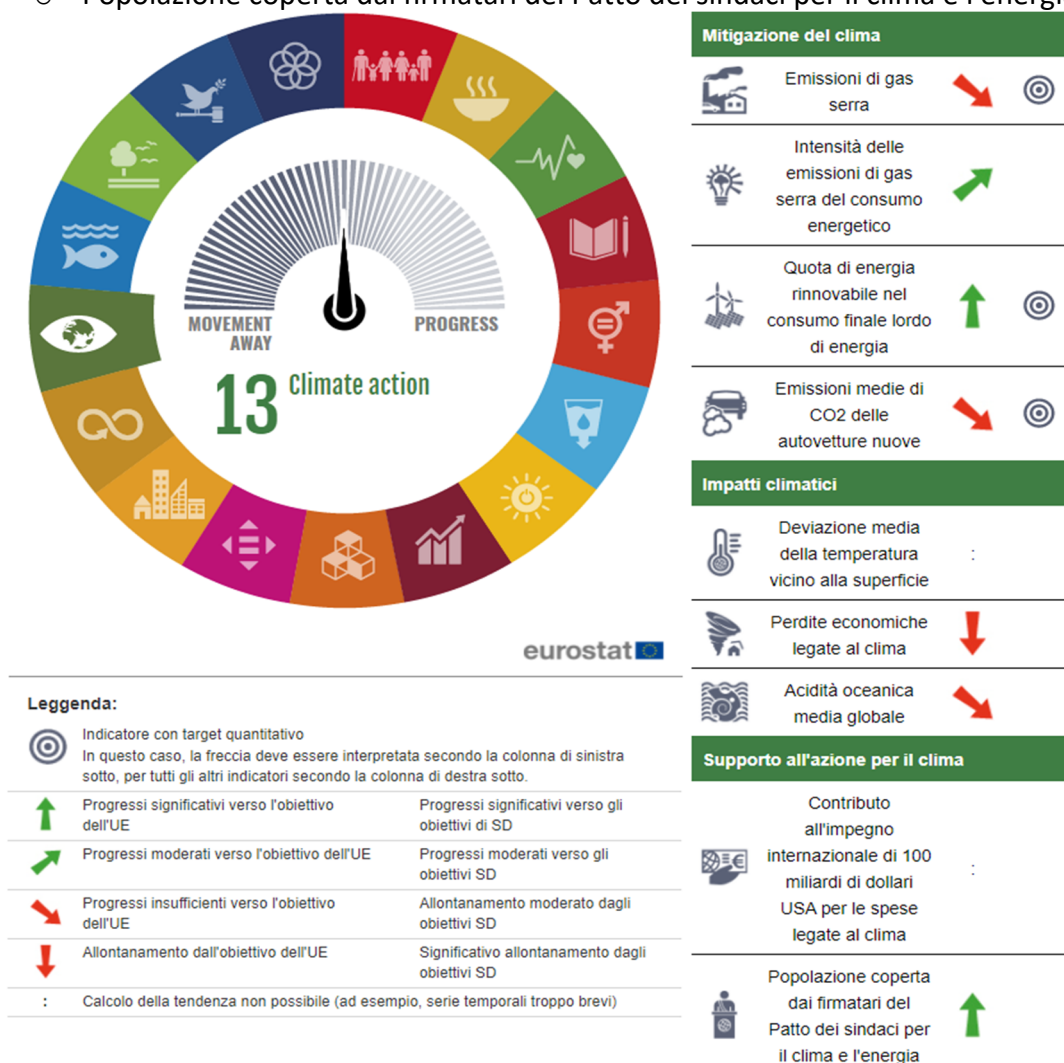 o Popolazione coperta dai firmatari del Patto dei sindaci per il clima e l'energia
MOVEMENT
AWAY
PROGRESS
13 Climate action
eurostat
Leggenda:
Indicatore con target quantitativo
In questo caso, la freccia deve essere interpretata secondo la colonna di sinistra
sotto, per tutti gli altri indicatori secondo la colonna di destra sotto.
Progressi significativi verso l'obiettivo
dell'UE
Progressi significativi verso gli
obiettivi di SD
Progressi moderati verso l'obiettivo dell'UE
Progressi moderati verso gli
obiettivi SD
Progressi insufficienti verso l'obiettivo
dell'UE
Allontanamento moderato dagli
obiettivi SD
Allontanamento dall'obiettivo dell'UE
Significativo allontanamento dagli
obiettivi SD
: Calcolo della tendenza non possibile (ad esempio, serie temporali troppo brevi)
Mitigazione del clima
Emissioni di gas
serra
Intensità delle
emissioni di gas
serra del consumo
energetico
Quota di energia
rinnovabile nel
consumo finale lordo
di energia
Emissioni medie di
CO2 delle
autovetture nuove
Impatti climatici
Deviazione media
della temperatura
vicino alla superficie
:
Perdite economiche
legate al clima
Acidità oceanica
media globale
Supporto all'azione per il clima
Contributo
all'impegno
internazionale di 100
miliardi di dollari
USA per le spese
legate al clima
:
Popolazione coperta
dai firmatari del
Patto dei sindaci per
il clima e l'energia